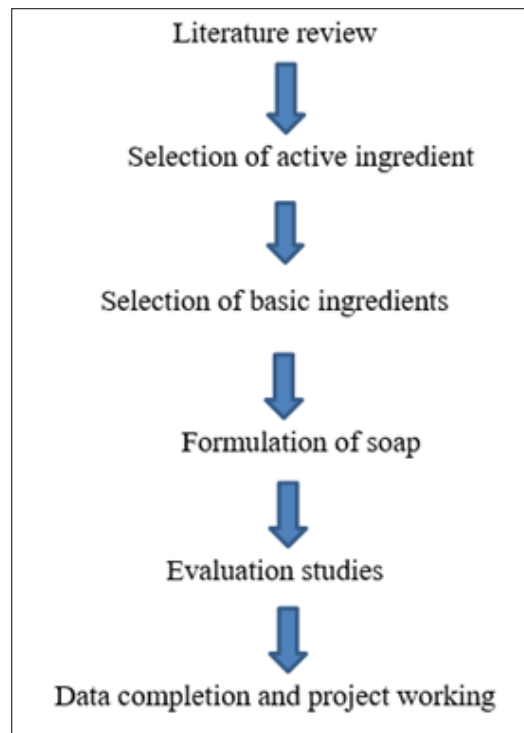 Literature review
Selection of active ingredient
Selection of basic ingredients
Formulation of soap
Evaluation studies
Data completion and project working